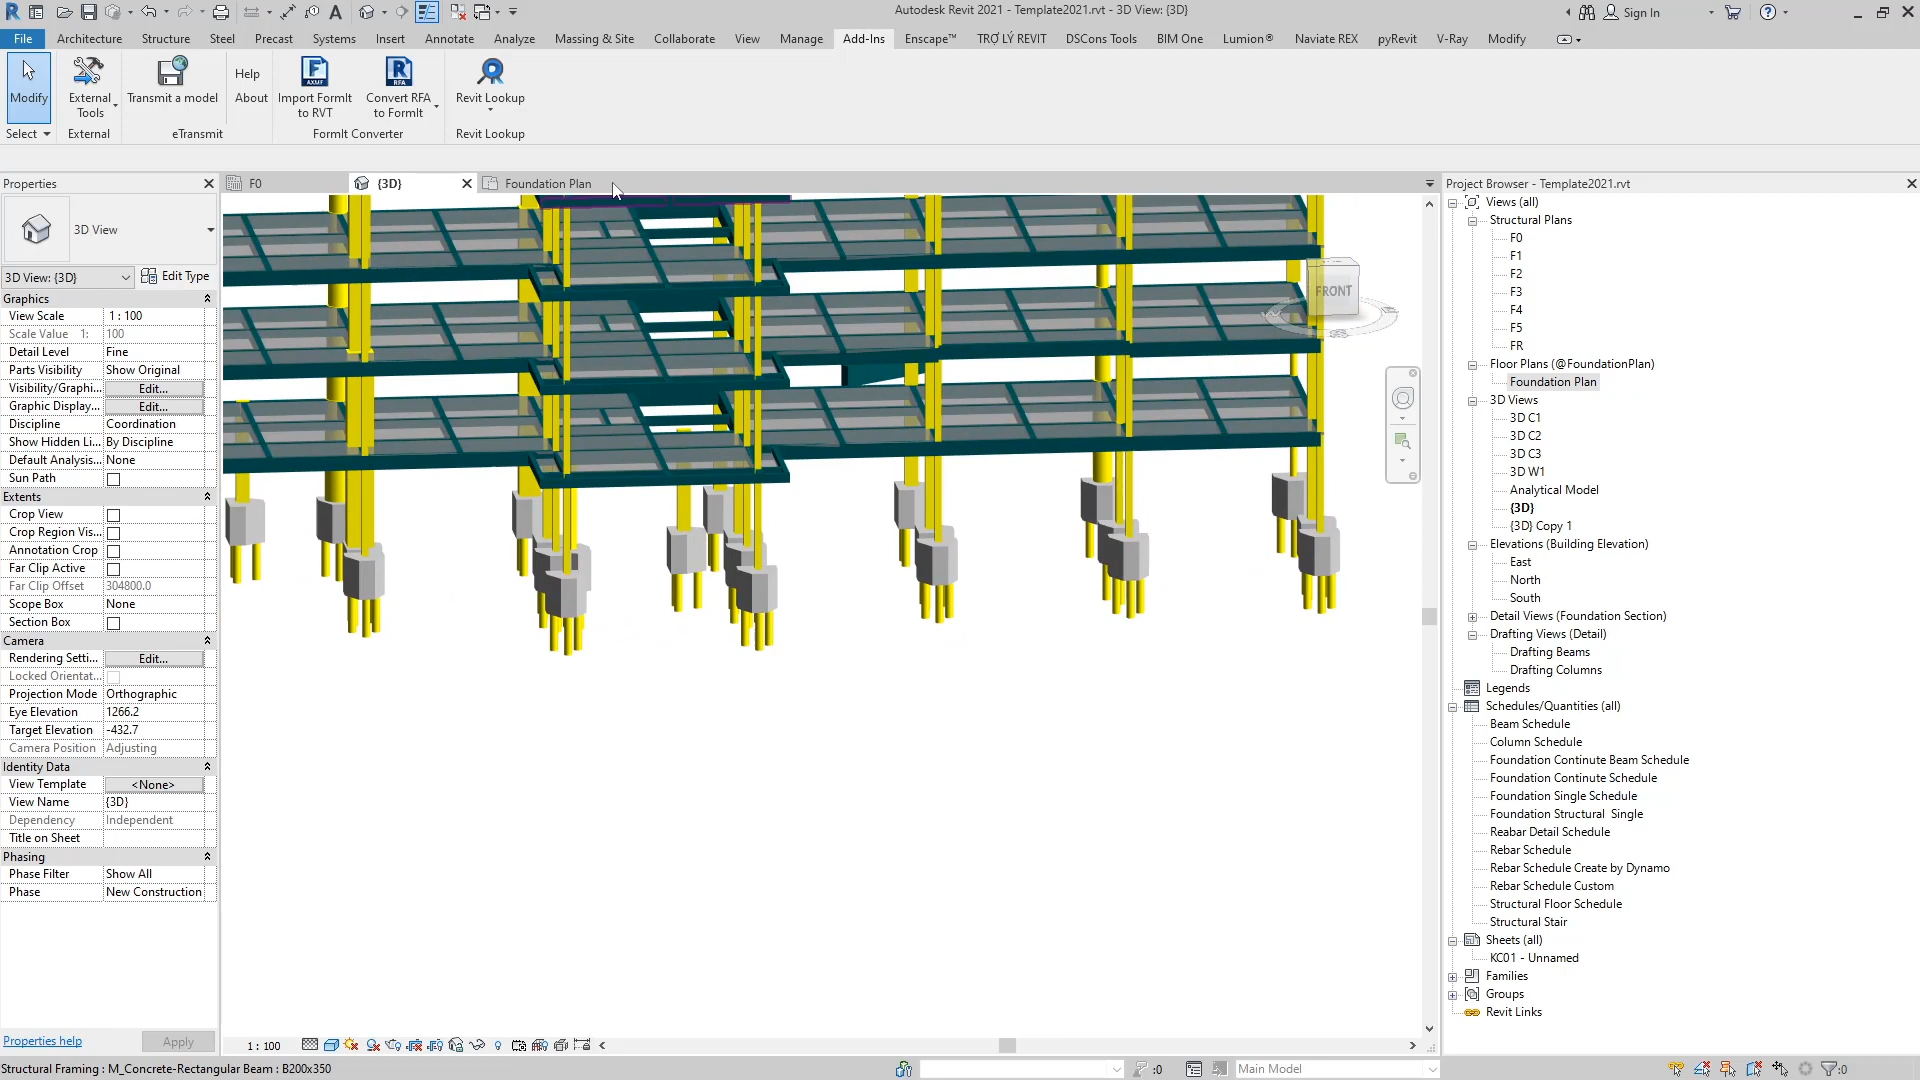 Autodesk Revit 2021 - Template2021.rvt - 3D View: {3D}
Sign In
File Architecture Structure Steel Precast Systems Insert Annotate Analyze Massing & Site Collaborate View Manage Add-Ins Enscape™ TRỢ LÝ REVIT DSCons Tools BIM One Lumion® Naviate REX pyRevit V-Ray Modify
Modify
External Tools
Transmit a model
Help
About
Import FormIt to RVT
Convert RFA to FormIt
Revit Lookup
Select
External
eTransmit
FormIt Converter
Revit Lookup
Properties
F0
{3D}
Foundation Plan
Project Browser - Template2021.rvt
3D View
3D View: {3D}
Edit Type
Graphics
View Scale 1 : 100
Scale Value 1: 100
Detail Level Fine
Parts Visibility Show Original
Visibility/Graphi... Edit...
Graphic Display... Edit...
Discipline Coordination
Show Hidden Li... By Discipline
Default Analysis... None
Sun Path
Extents
Crop View
Crop Region Vis...
Annotation Crop
Far Clip Active
Far Clip Offset 304800.0
Scope Box None
Section Box
Camera
Rendering Setti... Edit...
Locked Orientat...
Projection Mode Orthographic
Eye Elevation 1266.2
Target Elevation -432.7
Camera Position Adjusting
Identity Data
View Template <None>
View Name {3D}
Dependency Independent
Title on Sheet
Phasing
Phase Filter Show All
Phase New Construction
Properties help
Apply
FRONT
Views (all)
Structural Plans
F0
F1
F2
F3
F4
F5
FR
Floor Plans (@FoundationPlan)
Foundation Plan
3D Views
3D C1
3D C2
3D C3
3D W1
Analytical Model
{3D}
{3D} Copy 1
Elevations (Building Elevation)
East
North
South
Detail Views (Foundation Section)
Drafting Views (Detail)
Drafting Beams
Drafting Columns
Legends
Schedules/Quantities (all)
Beam Schedule
Column Schedule
Foundation Continute Beam Schedule
Foundation Continute Schedule
Foundation Single Schedule
Foundation Structural Single
Reabar Detail Schedule
Rebar Schedule
Rebar Schedule Create by Dynamo
Rebar Schedule Custom
Structural Floor Schedule
Structural Stair
Sheets (all)
KC01 - Unnamed
Families
Groups
Revit Links
1 : 100
Structural Framing : M_Concrete-Rectangular Beam : B200x350
:0
Main Model
:0